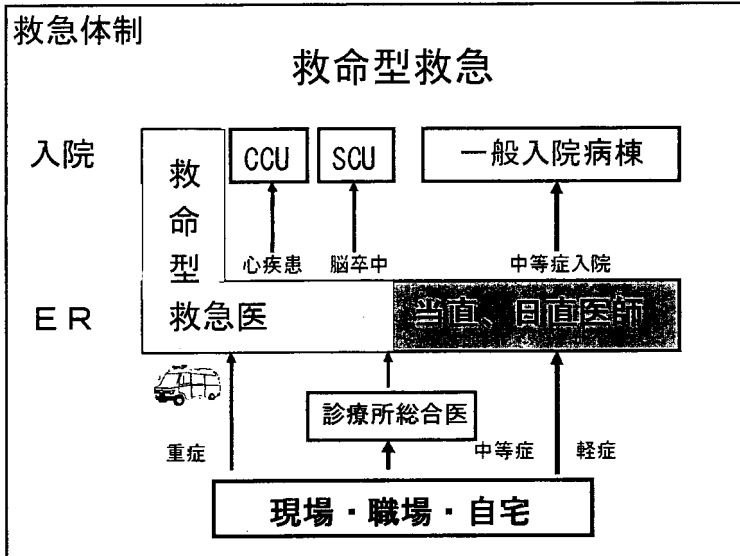 救急体制
救命型救急
入院
救命型
CCU
SCU
一般入院病棟
心疾患
脳卒中
中等症入院
ER
救急医
当直、日直医師
診療所総合医
重症
中等症
軽症
現場・職場・自宅